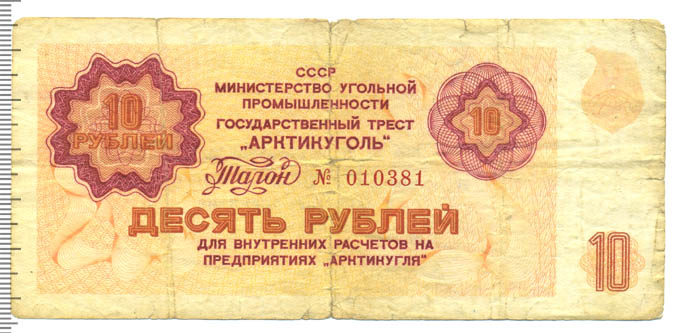 10
РУБЛЕЙ
СССР
МИНИСТЕРСТВО УГОЛЬНОЙ
ПРОМЫШЛЕННОСТИ
ГОСУДАРСТВЕННЫЙ ТРЕСТ
„АРКТИКУГОЛЬ"
10
Талон № 010381
ДЕСЯТЬ РУБЛЕЙ
ДЛЯ ВНУТРЕННИХ РАСЧЕТОВ НА
ПРЕДПРИЯТИЯХ „АРКТИКУГЛЯ"
10